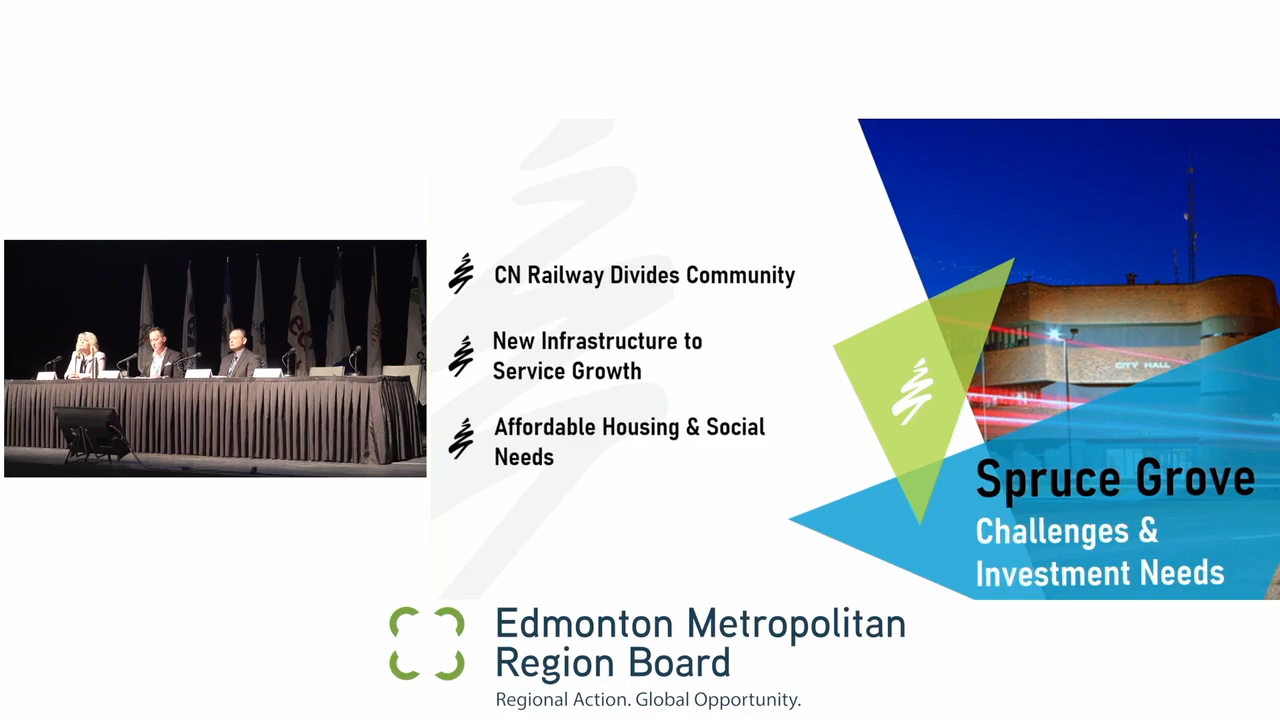 CN Railway Divides Community
New Infrastructure to
Service Growth
Affordable Housing & Social
Needs
CITY HALL
Spruce Grove
Challenges &
Investment Needs
Edmonton Metropolitan
Region Board
Regional Action. Global Opportunity.